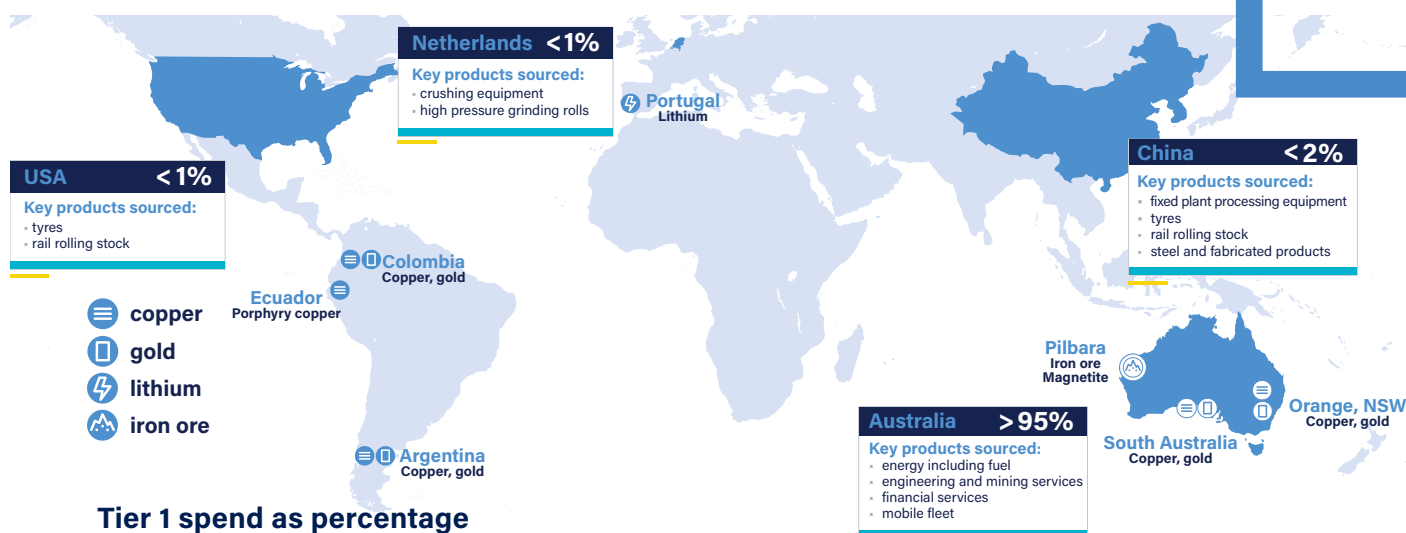 Netherlands <1%
Key products sourced:
crushing equipment
high pressure grinding rolls
Portugal
Lithium
USA <1%
Key products sourced:
tyres
rail rolling stock
China <2%
Key products sourced:
fixed plant processing equipment
tyres
rail rolling stock
steel and fabricated products
Colombia
Copper, gold
Ecuador
Porphyry copper
copper
gold
lithium
iron ore
Pilbara
Iron ore
Magnetite
Orange, NSW
Copper, gold
South Australia
Copper, gold
Australia >95%
Key products sourced:
energy including fuel
engineering and mining services
financial services
mobile fleet
Argentina
Copper, gold
Tier 1 spend as percentage